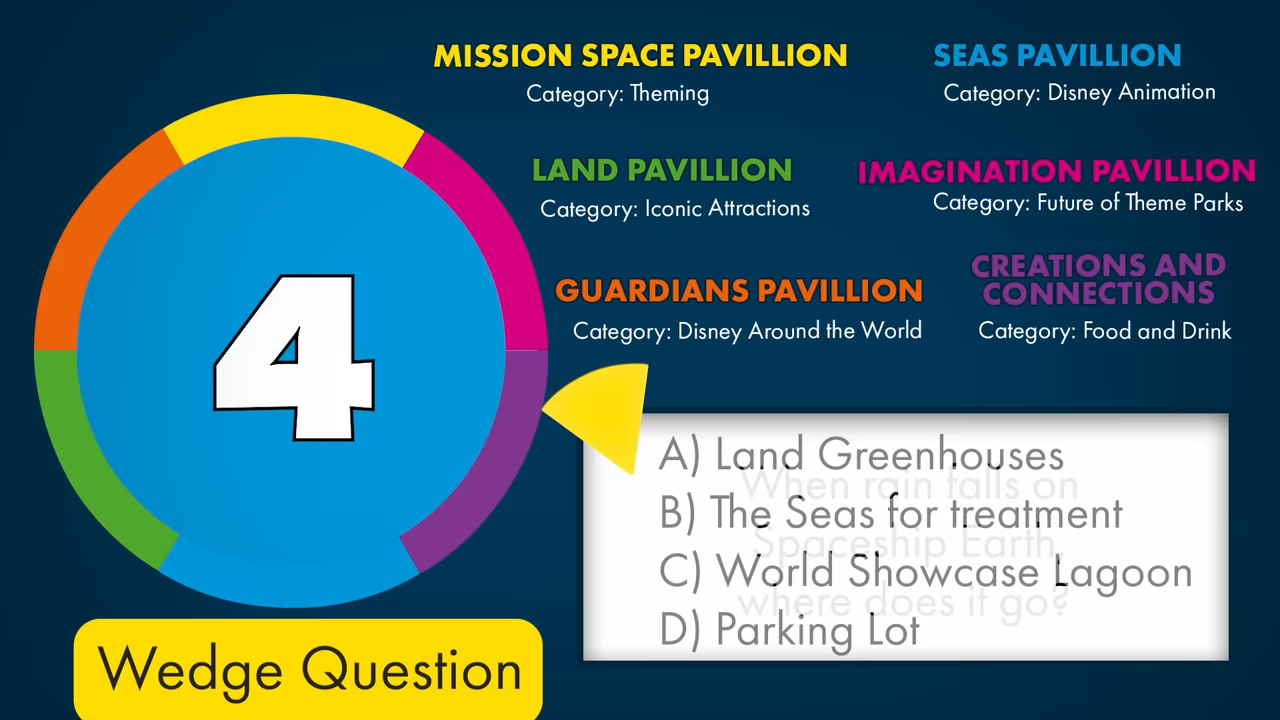 MISSION SPACE PAVILLION
Category: Theming
SEAS PAVILLION
Category: Disney Animation
LAND PAVILLION
Category: Iconic Attractions
IMAGINATION PAVILLION
Category: Future of Theme Parks
GUARDIANS PAVILLION
Category: Disney Around the World
CREATIONS AND
CONNECTIONS
Category: Food and Drink
4
A) Land Greenhouses
B) The Seas for treatment
C) World Showcase Lagoon
D) Parking Lot
When rain falls on
Spaceship Earth,
where does it go?
Wedge Question